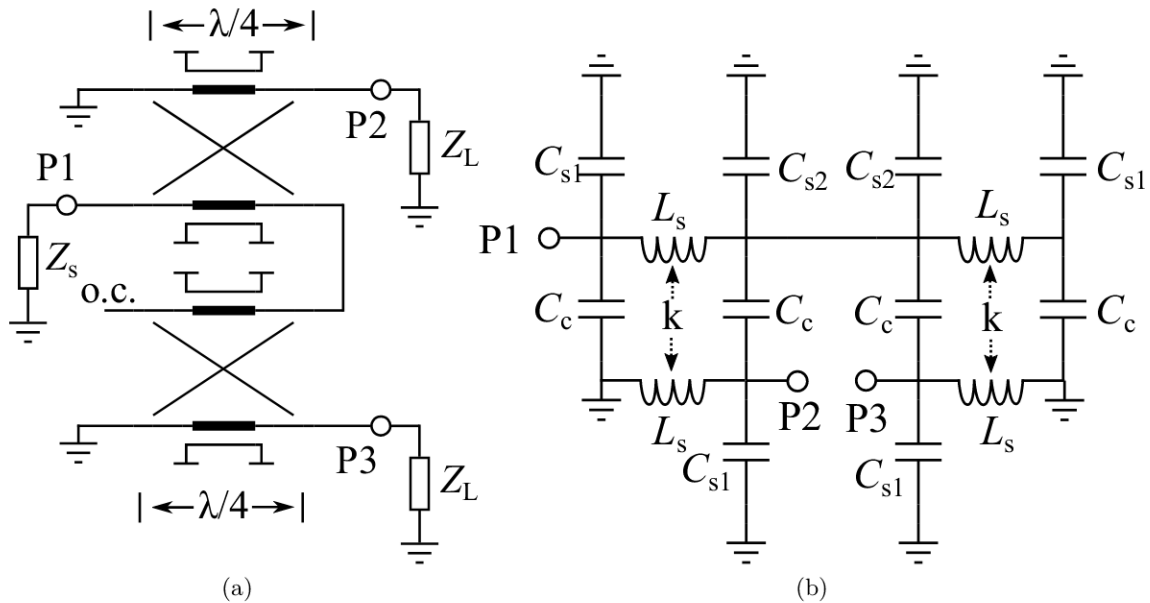 λ/4
P2
Z_L
P1
Z_s
o.c.
P3
Z_L
λ/4
(a)
C_s1
C_s2
C_s2
C_s1
L_s
L_s
P1
C_c
k
C_c
C_c
k
C_c
P2
P3
L_s
L_s
C_s1
C_s1
(b)